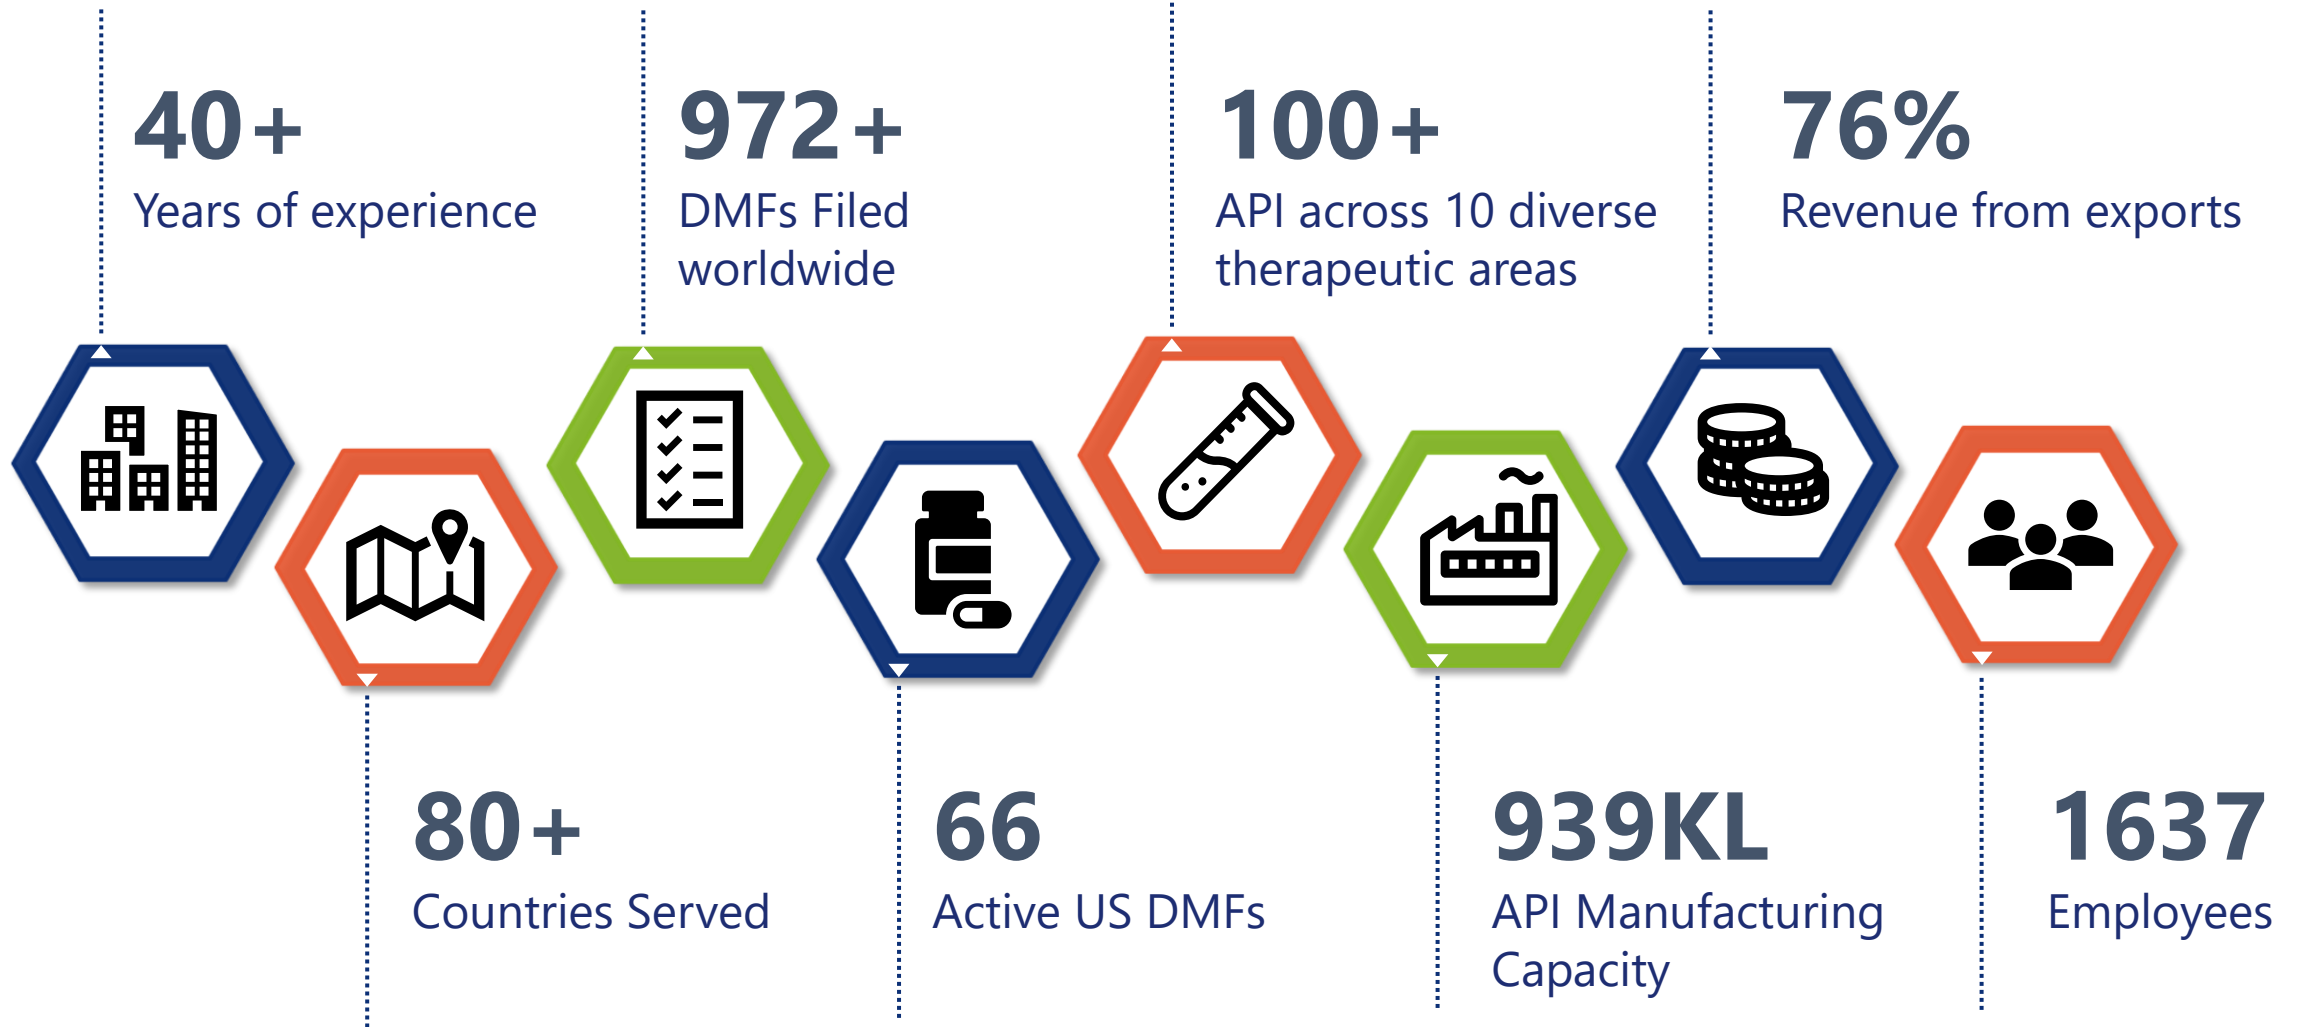 40+
Years of experience
972+
DMFs Filed
worldwide
100+
API across 10 diverse
therapeutic areas
76%
Revenue from exports
80+
Countries Served
66
Active US DMFs
939KL
API Manufacturing
Capacity
1637
Employees